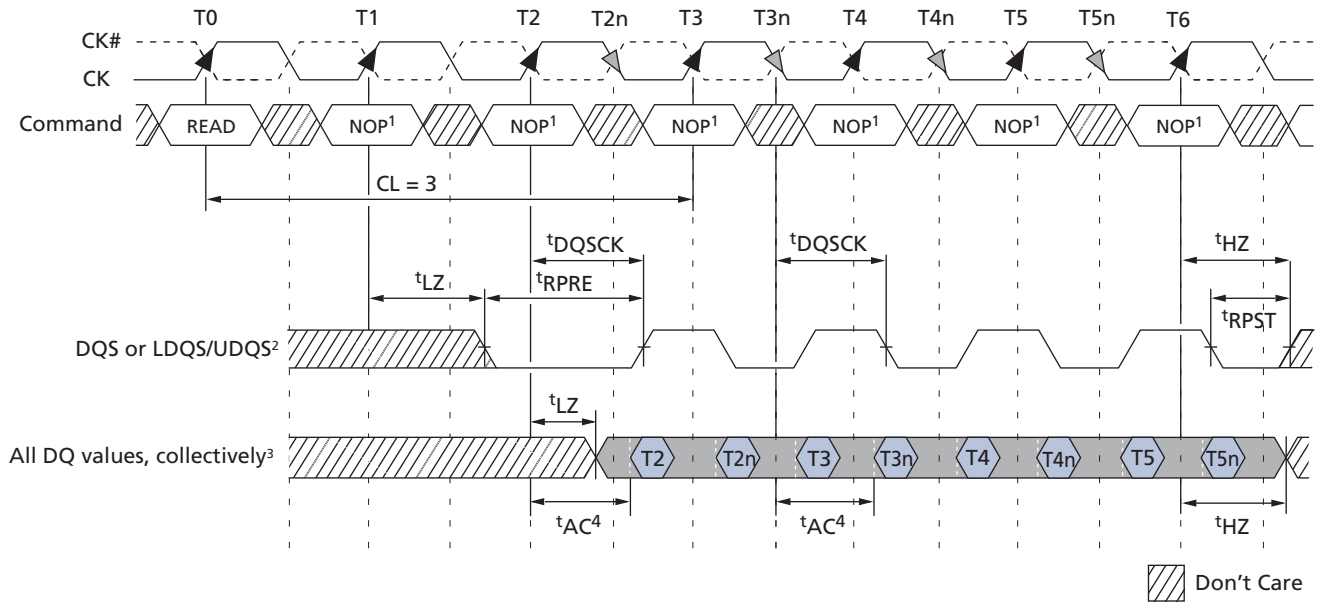 T0 T1 T2 T2n T3 T3n T4 T4n T5 T5n T6
CK#
CK
Command READ NOP¹ NOP¹ NOP¹ NOP¹ NOP¹ NOP¹
CL = 3
tDQSCK tDQSCK tHZ
tLZ tRPRE
tRPST
DQS or LDQS/UDQS²
tLZ
All DQ values, collectively³ T2 T2n T3 T3n T4 T4n T5 T5n
tAC⁴ tAC⁴ tHZ
Don't Care